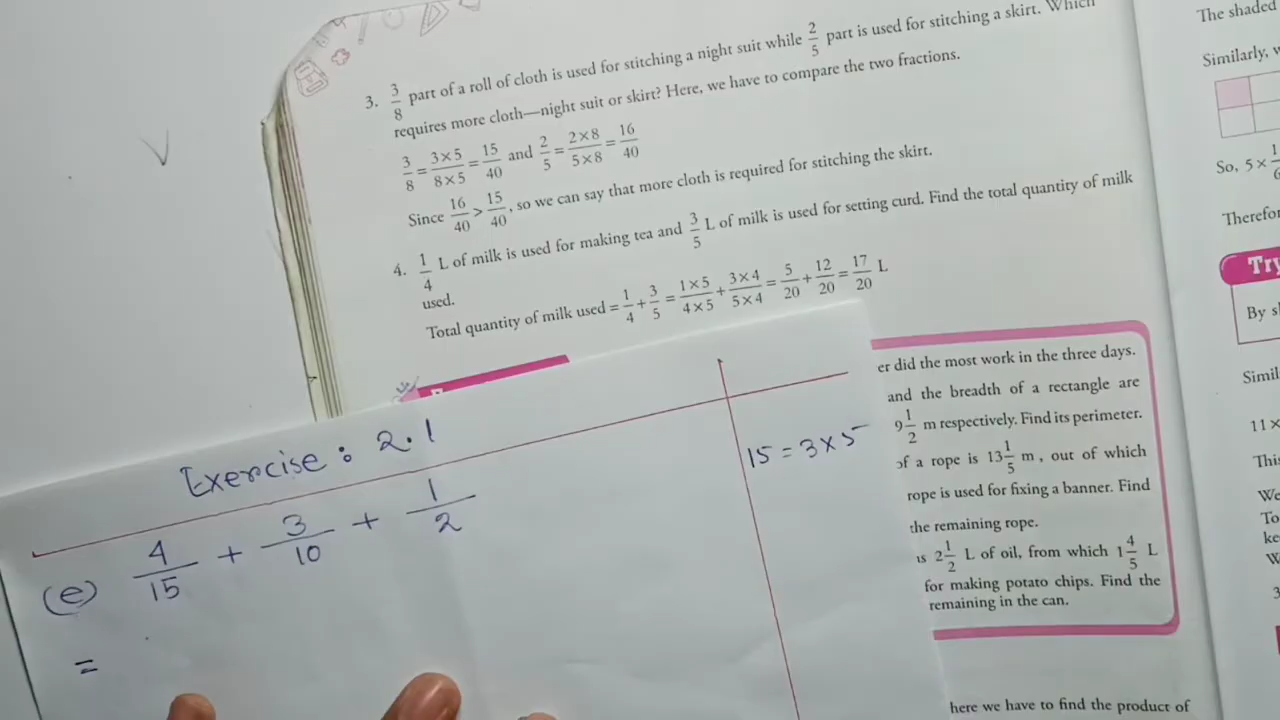 3. 3/8 part of a roll of cloth is used for stitching a night suit while 2/5 part is used for stitching a skirt. Which
requires more cloth—night suit or skirt? Here, we have to compare the two fractions.
3/8 = 3×5/8×5 = 15/40 and 2/5 = 2×8/5×8 = 16/40
Since 16/40 > 15/40, so we can say that more cloth is required for stitching the skirt.
4. 1/4 L of milk is used for making tea and 3/5 L of milk is used for setting curd. Find the total quantity of milk
used.
Total quantity of milk used = 1/4 + 3/5 = 1×5/4×5 + 3×4/5×4 = 5/20 + 12/20 = 17/20 L
er did the most work in the three days.
and the breadth of a rectangle are
9 1/2 m respectively. Find its perimeter.
of a rope is 13 1/5 m, out of which
rope is used for fixing a banner. Find
the remaining rope.
2 1/2 L of oil, from which 1 4/5 L
for making potato chips. Find the
remaining in the can.
here we have to find the product of
Exercise: 2.1
15 = 3×5
(e) 4/15 + 3/10 + 1/2
=
The shaded
Similarly,
So, 5 ×
Try
By
11×
We
To